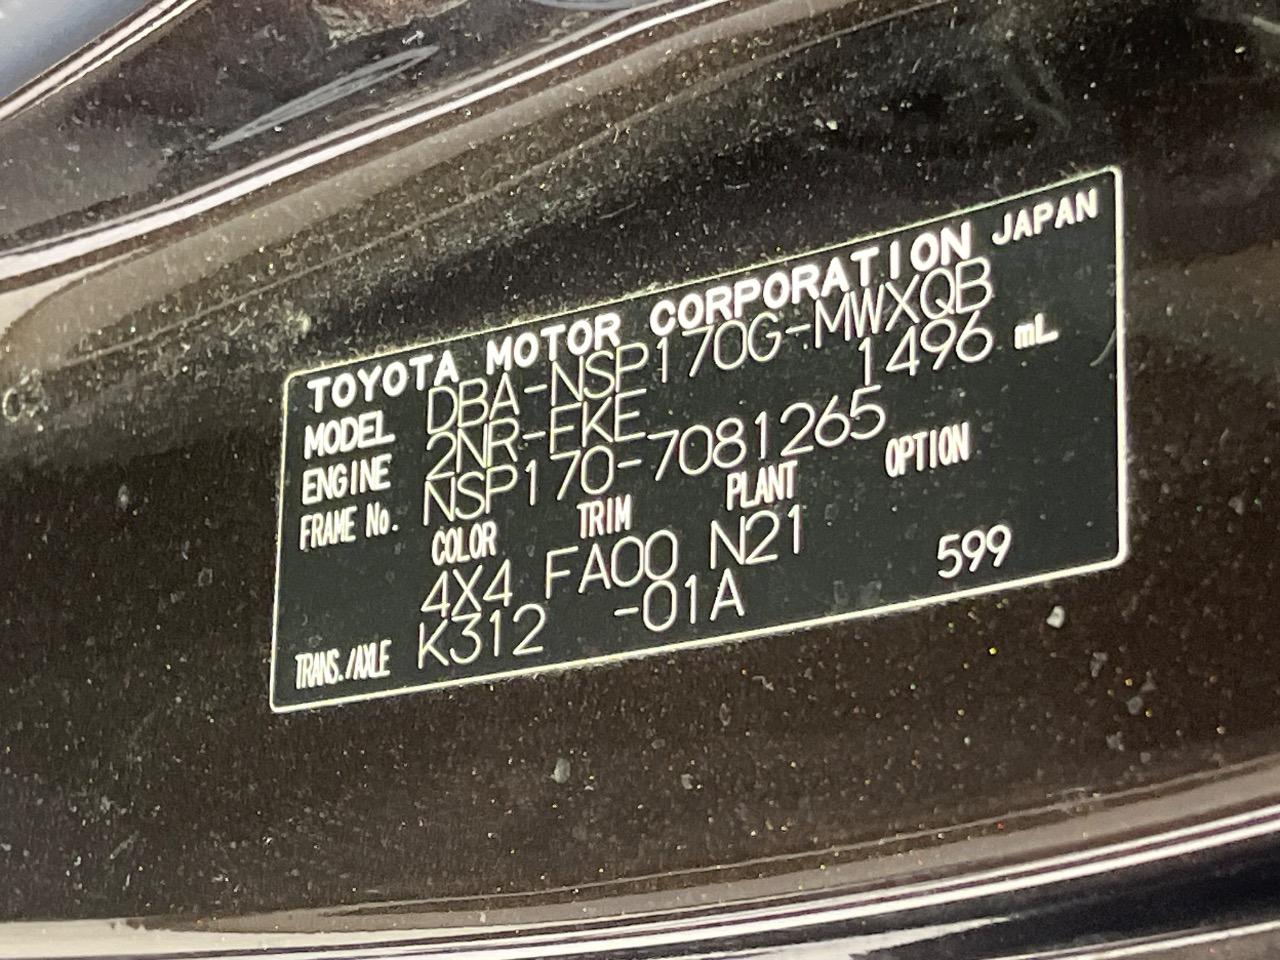 TOYOTA MOTOR CORPORATION JAPAN
MODEL DBA-NSP170G-MWXQB
ENGINE 2NR-FKE 1496 mL
FRAME No. NSP170-7081265
COLOR TRIM PLANT OPTION
4X4 FA00 N21
TRANS./AXLE K312 -01A 599